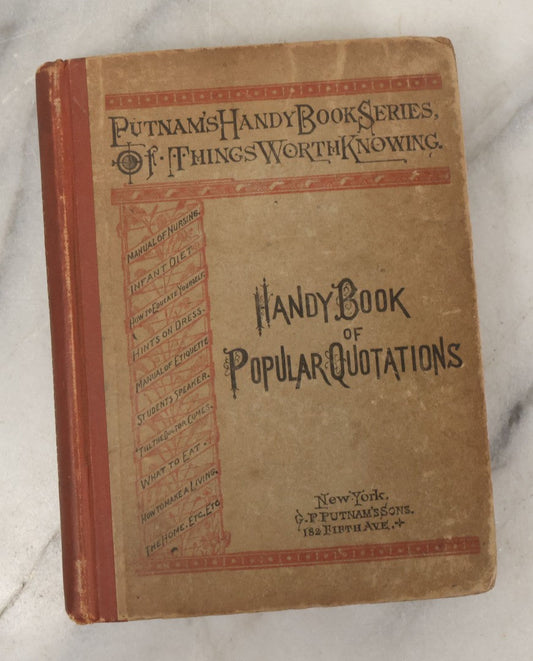 PUTNAM'S HANDY BOOK SERIES,
OF THINGS WORTH KNOWING.
MANUAL OF NURSING.
INFANT DIET.
HOW TO EDUCATE YOURSELF.
HINTS ON DRESS.
MANUAL OF ETIQUETTE
STUDENT'S SPEAKER.
"TILL THE DOCTOR COMES."
WHAT TO EAT.
HOW TO MAKE A LIVING.
THE HOME. ETC. ETC
HANDY BOOK
OF
POPULAR QUOTATIONS
NEW YORK.
G. P. PUTNAM'S SONS.
182 FIFTH AVE.